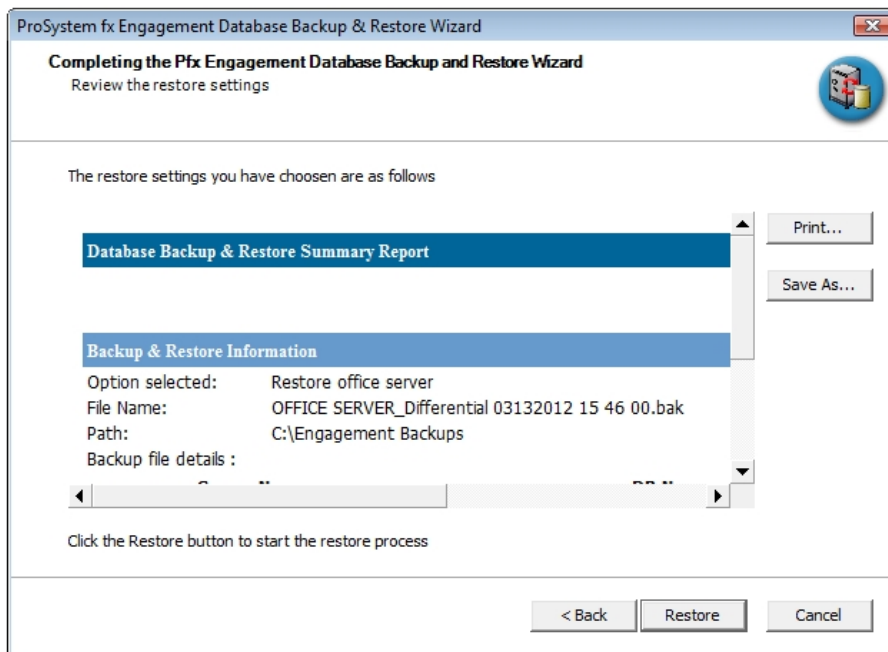 ProSystem fx Engagement Database Backup & Restore Wizard
Completing the Pfx Engagement Database Backup and Restore Wizard
Review the restore settings
The restore settings you have choosen are as follows
Print...
Save As...
Database Backup & Restore Summary Report
Backup & Restore Information
Option selected: Restore office server
File Name: OFFICE SERVER_Differential 03132012 15 46 00.bak
Path: C:\Engagement Backups
Backup file details :
Click the Restore button to start the restore process
< Back Restore Cancel